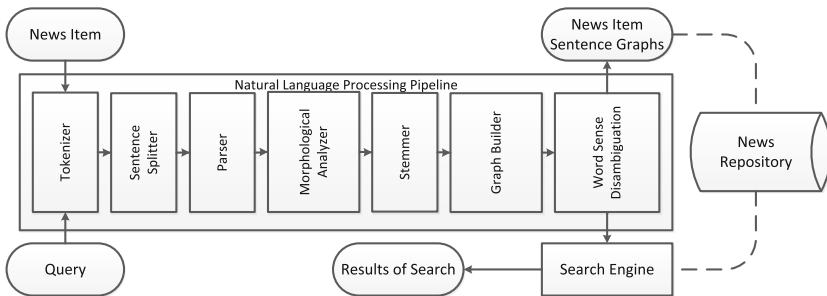 News Item
News Item
Sentence Graphs
Natural Language Processing Pipeline
Tokenizer
Sentence
Splitter
Parser
Morphological
Analyzer
Stemmer
Graph Builder
Word Sense
Disambiguation
News
Repository
Query
Results of Search
Search Engine